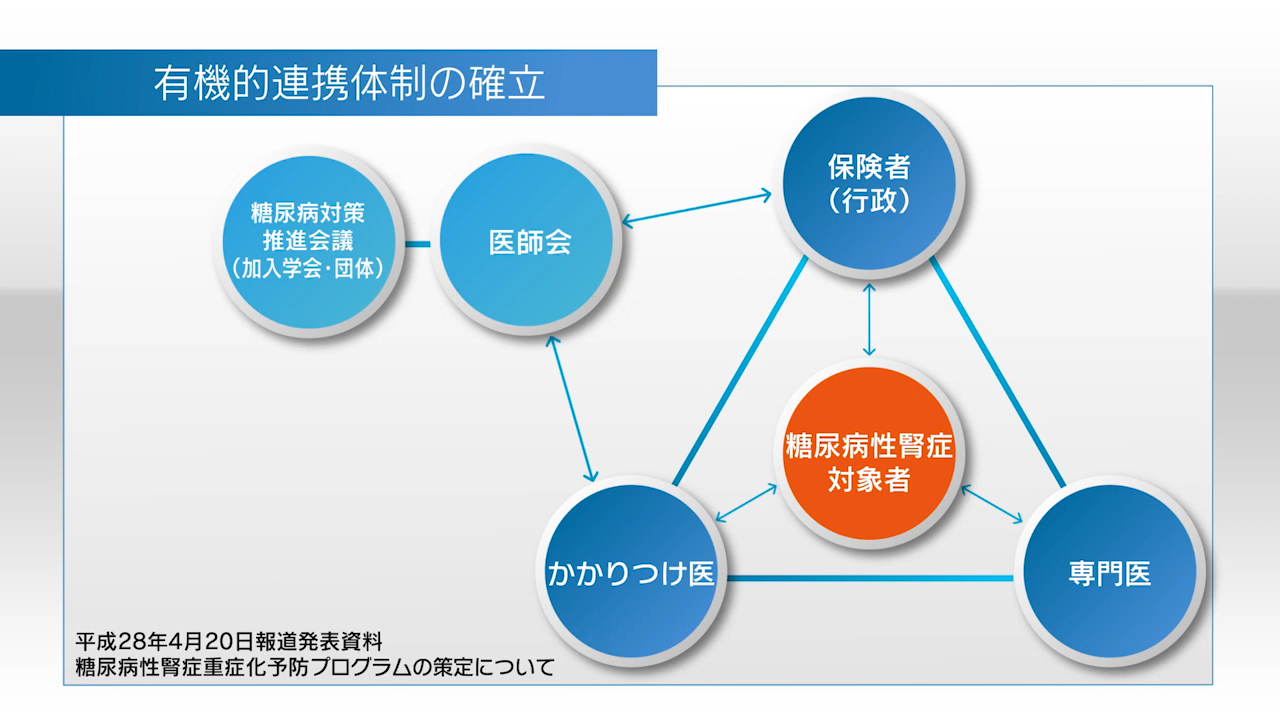 有機的連携体制の確立
糖尿病対策
推進会議
(加入学会・団体)
医師会
保険者
(行政)
糖尿病性腎症
対象者
かかりつけ医
専門医
平成28年4月20日報道発表資料
糖尿病性腎症重症化予防プログラムの策定について